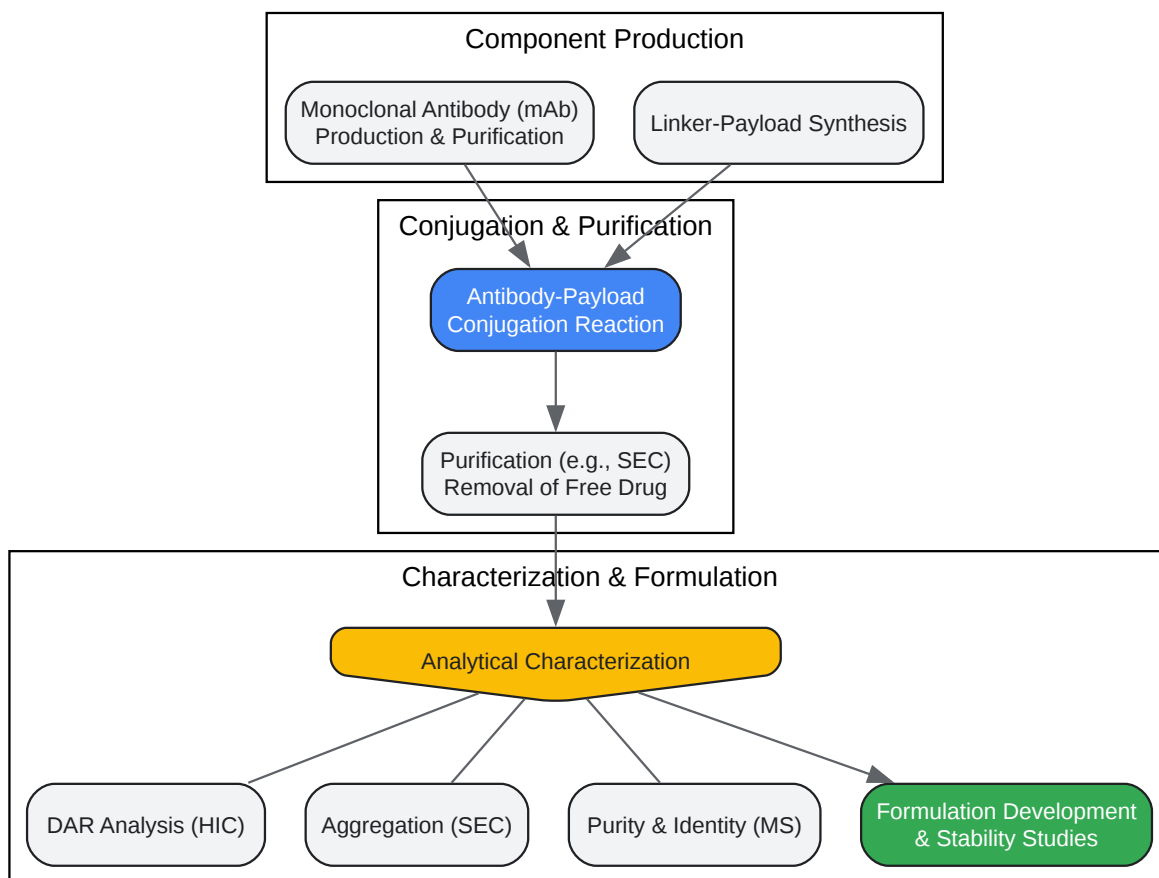 Component Production
Monoclonal Antibody (mAb)
Production & Purification
Linker-Payload Synthesis
Conjugation & Purification
Antibody-Payload
Conjugation Reaction
Purification (e.g., SEC)
Removal of Free Drug
Characterization & Formulation
Analytical Characterization
DAR Analysis (HIC)
Aggregation (SEC)
Purity & Identity (MS)
Formulation Development
& Stability Studies